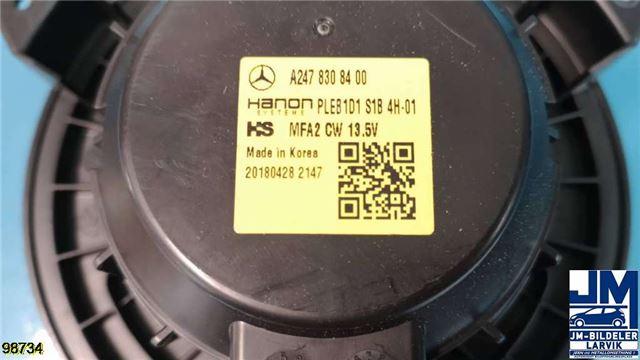 A247 830 84 00
Hanon PLEB1D1 S1B 4H-01
SYSTEMS
HS MFA2 CW 13.5V
Made in Korea
20180428 2147
98734
JM
JM-BILDELER
LARVIK